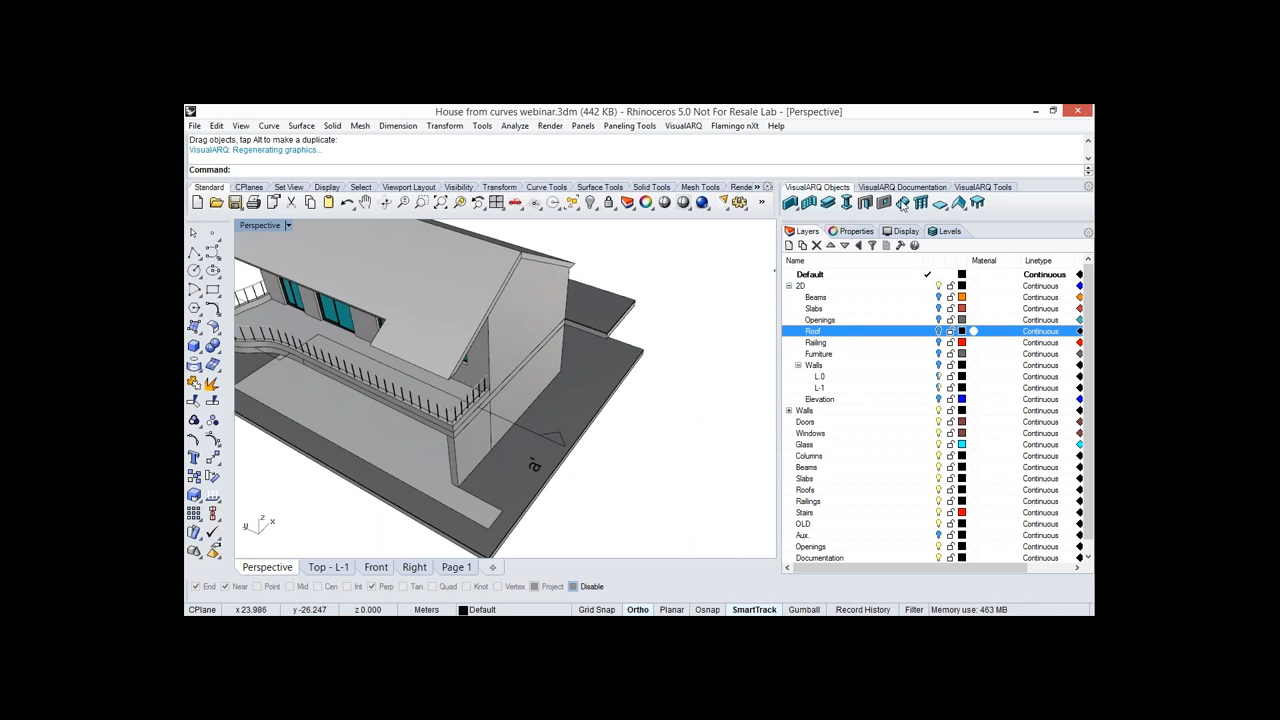 House from curves webinar.3dm (442 KB) - Rhinoceros 5.0 Not For Resale Lab - [Perspective]
File Edit View Curve Surface Solid Mesh Dimension Transform Tools Analyze Render Panels Paneling Tools VisualARQ Flamingo nXt Help
Drag objects, tap Alt to make a duplicate:
VisualARQ: Regenerating graphics...
Command:
Standard CPlanes Set View Display Select Viewport Layout Visibility Transform Curve Tools Surface Tools Solid Tools Mesh Tools Rende »
VisualARQ Objects VisualARQ Documentation VisualARQ Tools
Perspective
Layers Properties Display Levels
Name Material Linetype
Default Continuous
2D Continuous
Beams Continuous
Slabs Continuous
Openings Continuous
Roof Continuous
Railing Continuous
Furniture Continuous
Walls Continuous
L.0 Continuous
L-1 Continuous
Elevation Continuous
Walls Continuous
Doors Continuous
Windows Continuous
Glass Continuous
Columns Continuous
Beams Continuous
Slabs Continuous
Roofs Continuous
Railings Continuous
Stairs Continuous
OLD Continuous
Aux. Continuous
Openings Continuous
Documentation Continuous
a'
z
y x
Perspective Top - L-1 Front Right Page 1
End Near Point Mid Cen Int Perp Tan Quad Knot Vertex Project Disable
CPlane x 23.986 y -26.247 z 0.000 Meters Default Grid Snap Ortho Planar Osnap SmartTrack Gumball Record History Filter Memory use: 463 MB